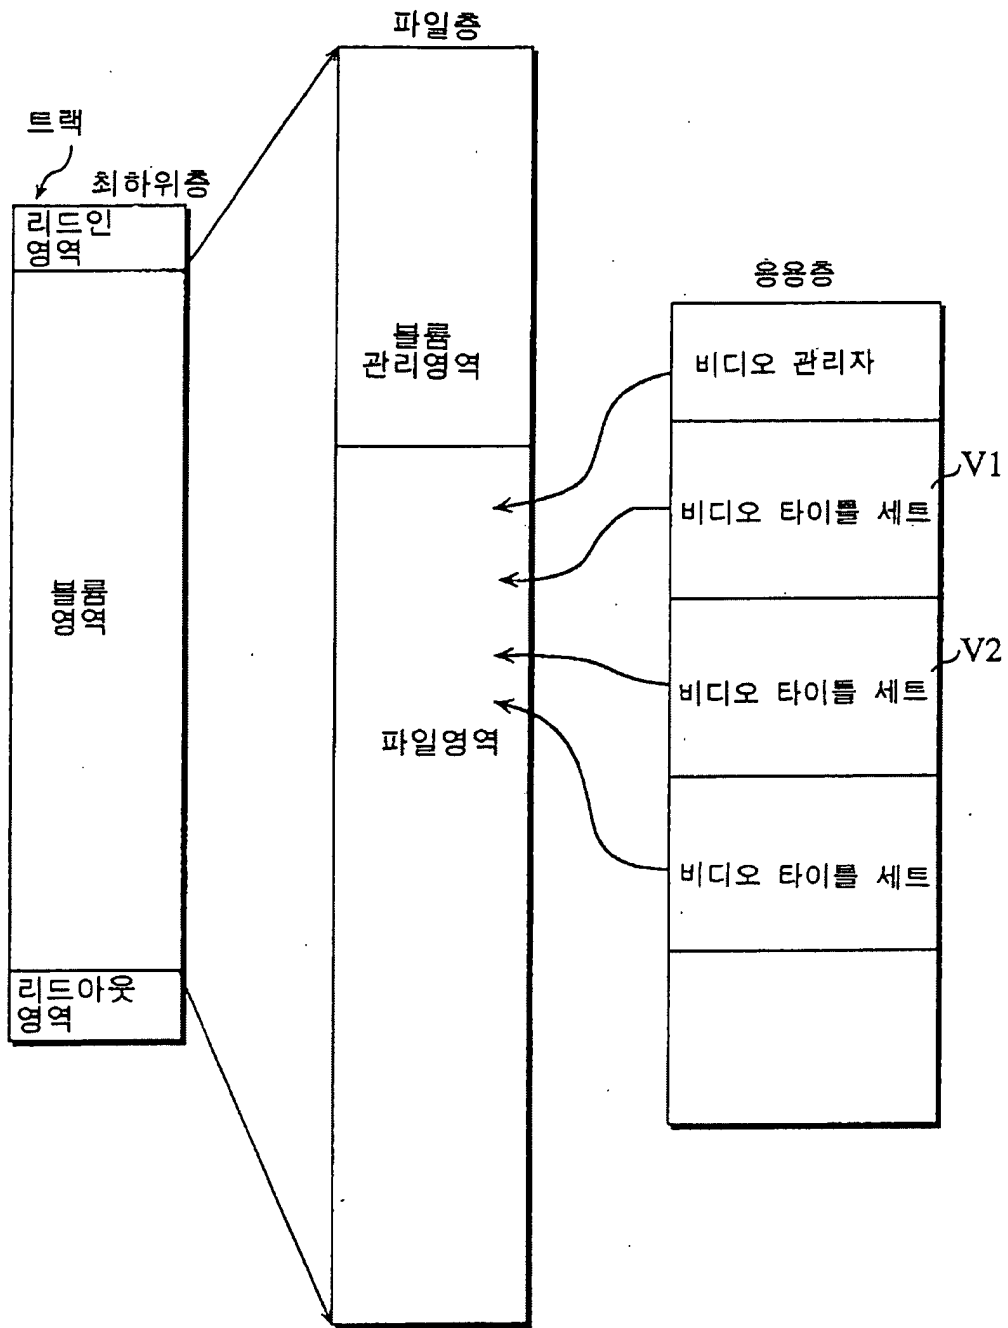 파일층
트랙
최하위층
리드인
영역
볼륨
영역
리드아웃
영역
볼륨
관리영역
파일영역
응용층
비디오 관리자
비디오 타이틀 세트
V1
비디오 타이틀 세트
V2
비디오 타이틀 세트